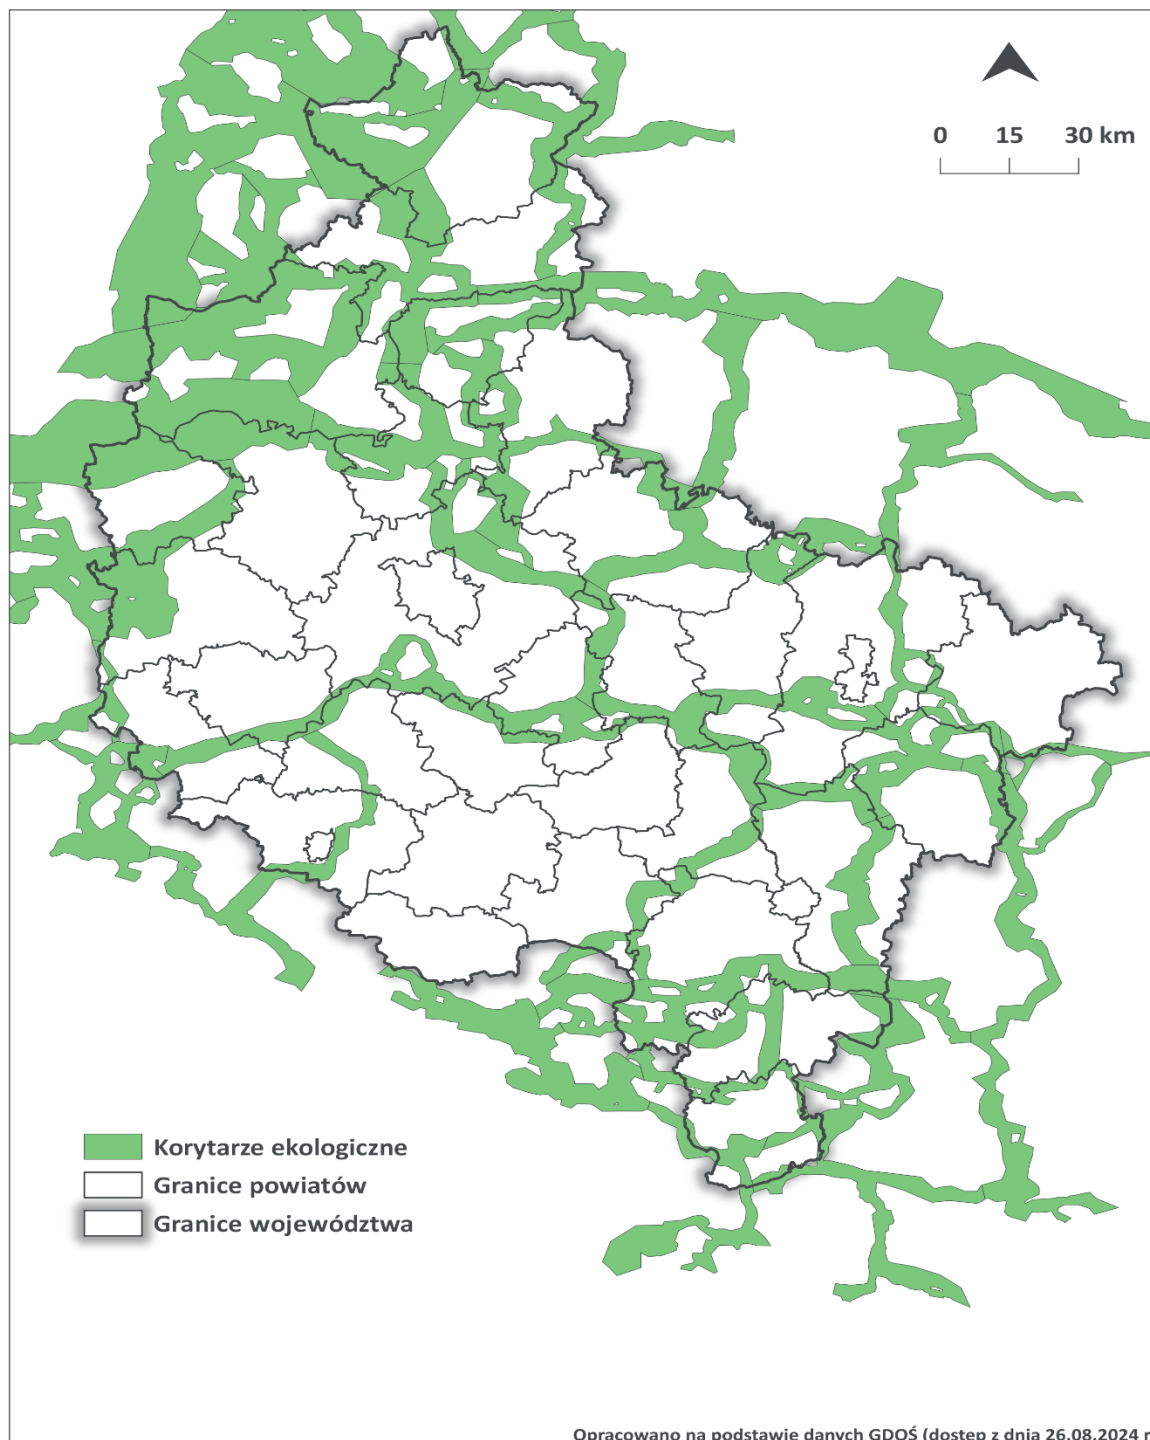 0 15 30 km
Korytarze ekologiczne
Granice powiatów
Granice województwa
Opracowano na podstawie danych GDOŚ (dostęp z dnia 26.08.2024 r